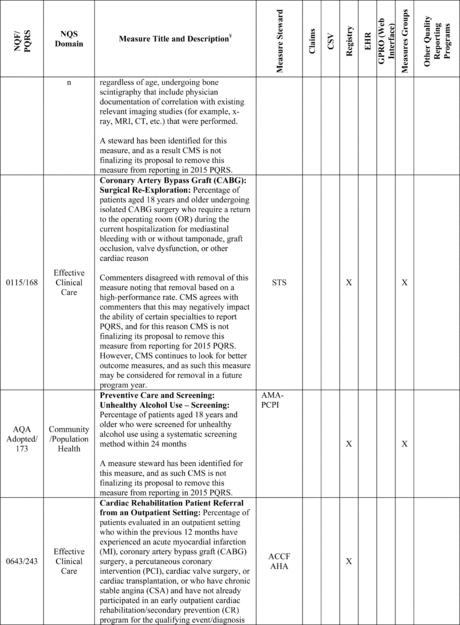 NQF/
PQRS
NQS
Domain
Measure Title and Description¥
Measure Steward
Claims
CSV
Registry
EHR
GPRO (Web
Interface)
Measures Groups
Other Quality
Reporting
Programs
n
regardless of age, undergoing bone
scintigraphy that include physician
documentation of correlation with existing
relevant imaging studies (for example, x-
ray, MRI, CT, etc.) that were performed.
A steward has been identified for this
measure, and as a result CMS is not
finalizing its proposal to remove this
measure from reporting in 2015 PQRS.
0115/168
Effective
Clinical
Care
Coronary Artery Bypass Graft (CABG):
Surgical Re-Exploration: Percentage of
patients aged 18 years and older undergoing
isolated CABG surgery who require a return
to the operating room (OR) during the
current hospitalization for mediastinal
bleeding with or without tamponade, graft
occlusion, valve dysfunction, or other
cardiac reason
Commenters disagreed with removal of this
measure noting that removal based on a
high-performance rate. CMS agrees with
commenters that this may negatively impact
the ability of certain specialties to report
PQRS, and for this reason CMS is not
finalizing its proposal to remove this
measure from reporting for 2015 PQRS.
However, CMS continues to look for better
outcome measures, and as such this measure
may be considered for removal in a future
program year.
STS
X
X
AQA
Adopted/
173
Community
/Population
Health
Preventive Care and Screening:
Unhealthy Alcohol Use – Screening:
Percentage of patients aged 18 years and
older who were screened for unhealthy
alcohol use using a systematic screening
method within 24 months
A measure steward has been identified for
this measure, and as such CMS is not
finalizing its proposal to remove this
measure from reporting in 2015 PQRS.
AMA-
PCPI
X
X
0643/243
Effective
Clinical
Care
Cardiac Rehabilitation Patient Referral
from an Outpatient Setting: Percentage of
patients evaluated in an outpatient setting
who within the previous 12 months have
experienced an acute myocardial infarction
(MI), coronary artery bypass graft (CABG)
surgery, a percutaneous coronary
intervention (PCI), cardiac valve surgery, or
cardiac transplantation, or who have chronic
stable angina (CSA) and have not already
participated in an early outpatient cardiac
rehabilitation/secondary prevention (CR)
program for the qualifying event/diagnosis
ACCF
AHA
X